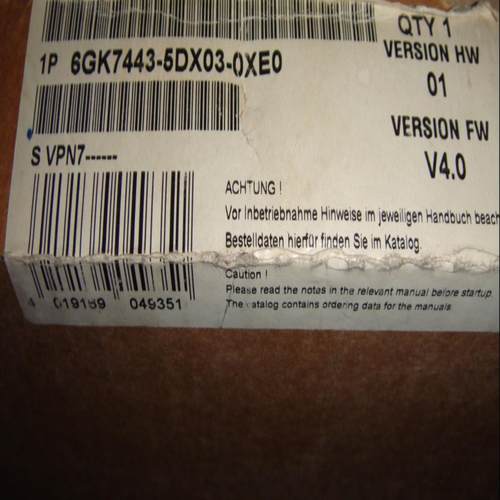 QTY 1
1P 6GK7443-5DX03-0XE0
VERSION HW
01
VERSION FW
V4.0
S VPN7------
ACHTUNG !
Vor Inbetriebnahme Hinweise im jeweiligen Handbuch beach
Bestelldaten hierfür finden Sie im Katalog.
Caution !
Please read the notes in the relevant manual before startup.
The catalog contains ordering data for the manuals
4 019169 049351